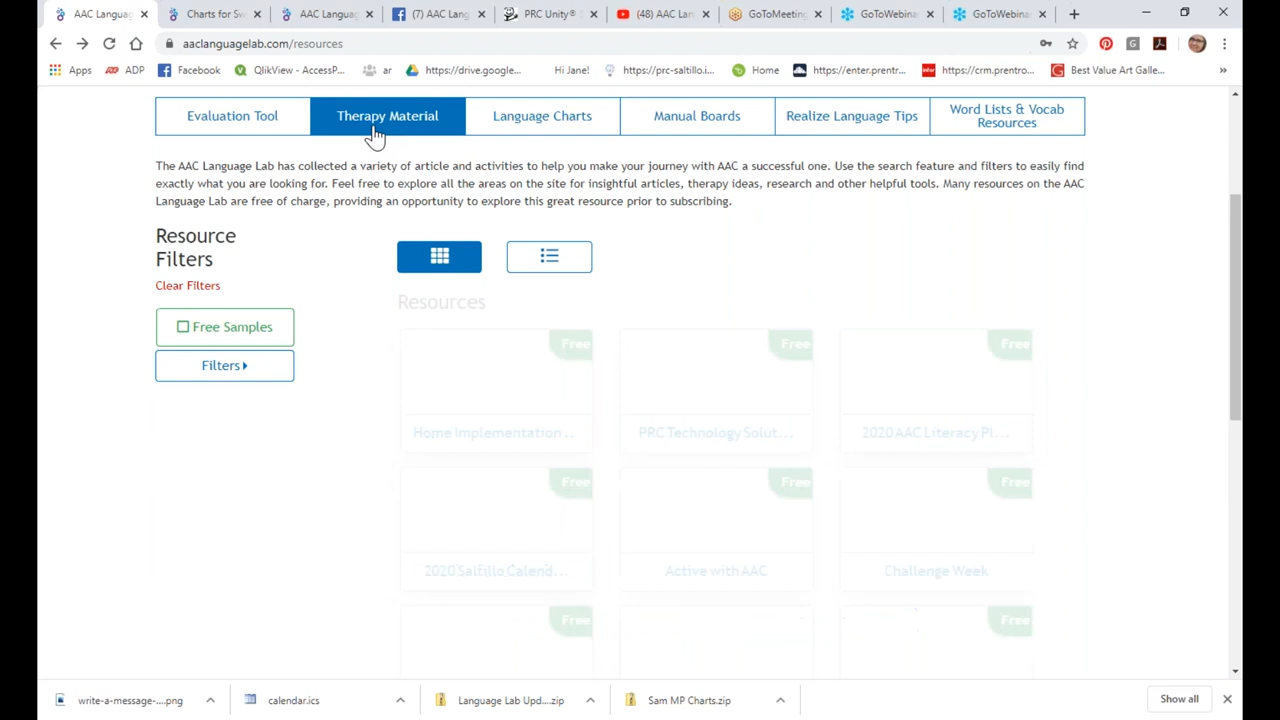 AAC Languag
Charts for Sw
AAC Languag
(7) AAC Lang
PRC Unity®
(48) AAC Lan
GoToMeeting
GoToWebina
GoToWebina
aaclanguagelab.com/resources
Apps
ADP
Facebook
QlikView - AccessP...
ar
https://drive.google...
Hi Jane!
https://prc-saltillo.i...
Home
https://enter.prentr...
https://crm.prentro...
Best Value Art Galle...
Evaluation Tool
Therapy Material
Language Charts
Manual Boards
Realize Language Tips
Word Lists & Vocab
Resources
The AAC Language Lab has collected a variety of article and activities to help you make your journey with AAC a successful one. Use the search feature and filters to easily find
exactly what you are looking for. Feel free to explore all the areas on the site for insightful articles, therapy ideas, research and other helpful tools. Many resources on the AAC
Language Lab are free of charge, providing an opportunity to explore this great resource prior to subscribing.
Resource
Filters
Clear Filters
Free Samples
Filters
Resources
Free
Free
Free
Home Implementation ...
PRC Technology Solut...
2020 AAC Literacy Pl...
Free
Free
Free
2020 Saltillo Calend...
Active with AAC
Challenge Week
Free
Free
Free
write-a-message-....png
calendar.ics
Language Lab Upd....zip
Sam MP Charts.zip
Show all